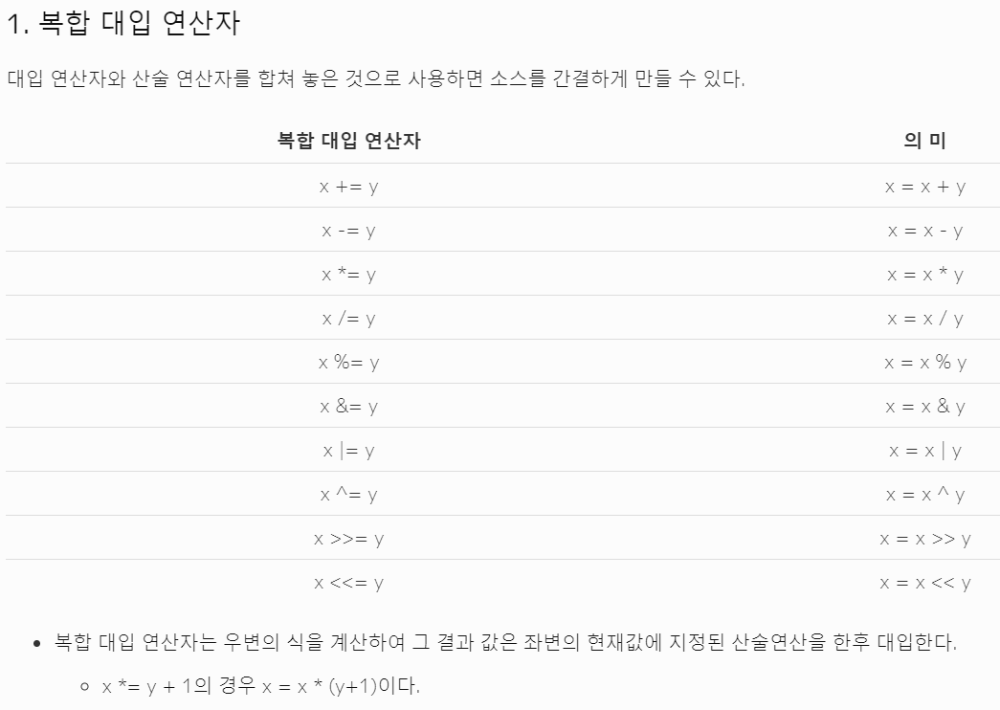 1. 복합 대입 연산자
대입 연산자와 산술 연산자를 합쳐 놓은 것으로 사용하면 소스를 간결하게 만들 수 있다.
복합 대입 연산자 의 미
x += y x = x + y
x -= y x = x - y
x *= y x = x * y
x /= y x = x / y
x %= y x = x % y
x &= y x = x & y
x |= y x = x | y
x ^= y x = x ^ y
x >>= y x = x >> y
x <<= y x = x << y
• 복합 대입 연산자는 우변의 식을 계산하여 그 결과 값은 좌변의 현재값에 지정된 산술연산을 한후 대입한다.
◦ x *= y + 1의 경우 x = x * (y+1)이다.